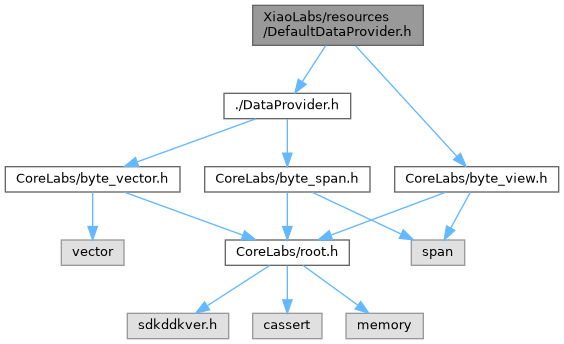 XiaoLabs/resources
/DefaultDataProvider.h
./DataProvider.h
CoreLabs/byte_vector.h
CoreLabs/byte_span.h
CoreLabs/byte_view.h
vector
CoreLabs/root.h
span
sdkddkver.h
cassert
memory